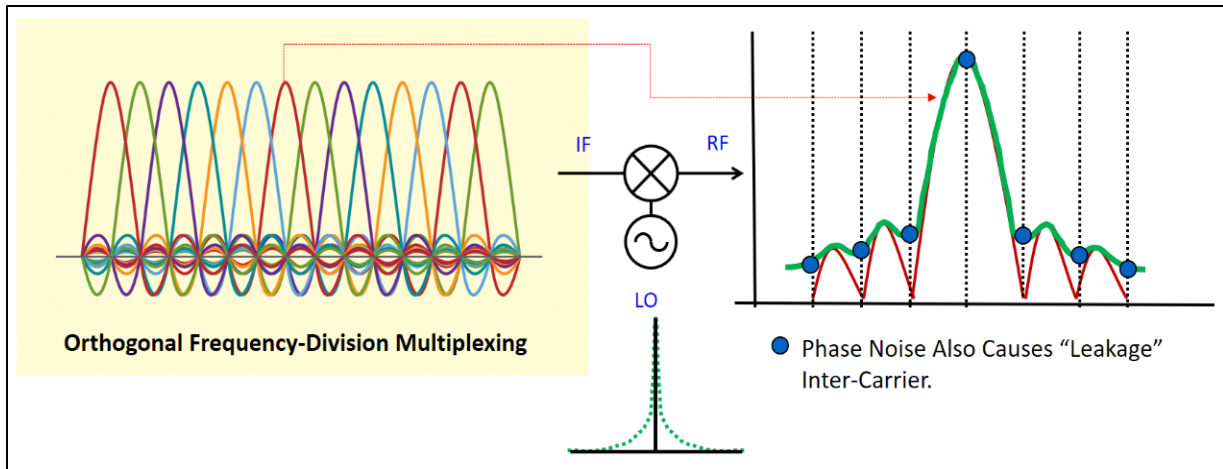 IF
RF
LO
Orthogonal Frequency-Division Multiplexing
Phase Noise Also Causes “Leakage”
Inter-Carrier.